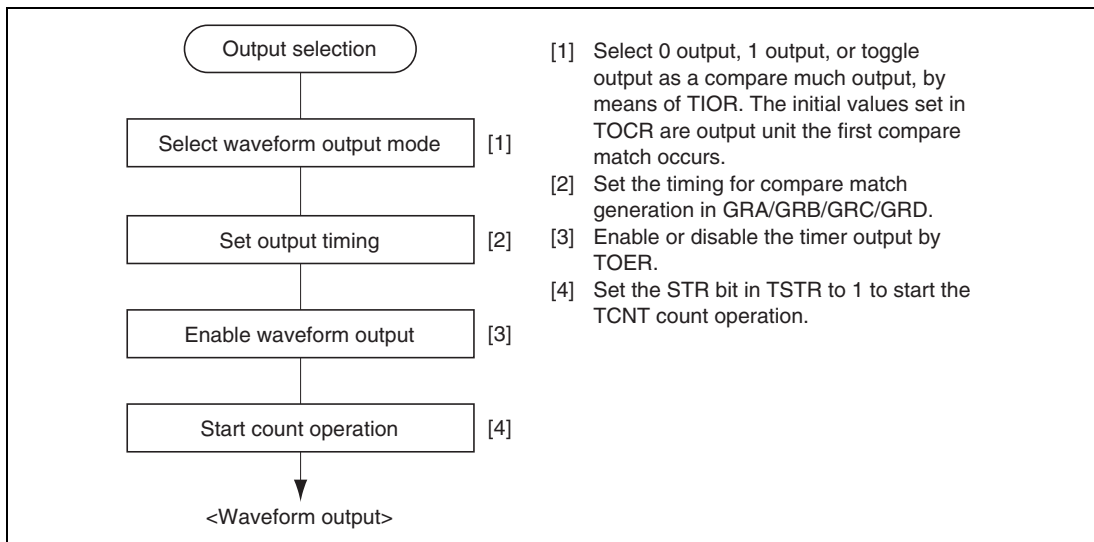 Output selection
Select waveform output mode [1]
Set output timing [2]
Enable waveform output [3]
Start count operation [4]
<Waveform output>
[1] Select 0 output, 1 output, or toggle
output as a compare much output, by
means of TIOR. The initial values set in
TOCR are output unit the first compare
match occurs.
[2] Set the timing for compare match
generation in GRA/GRB/GRC/GRD.
[3] Enable or disable the timer output by
TOER.
[4] Set the STR bit in TSTR to 1 to start the
TCNT count operation.